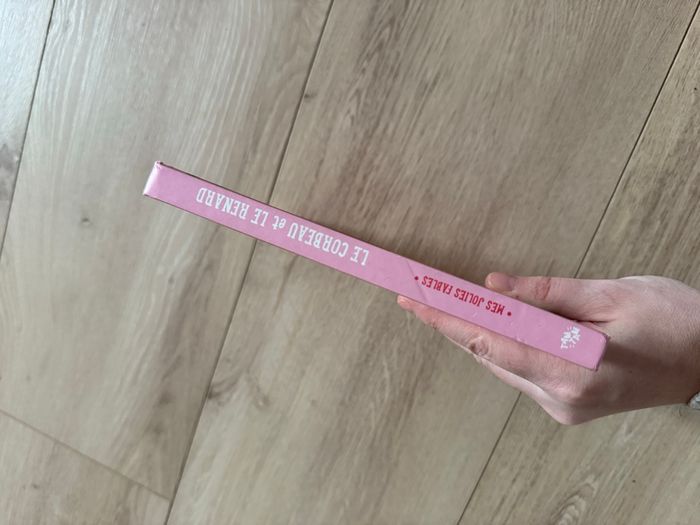 • MES JOLIES FABLES •
LE CORBEAU et LE RENARD